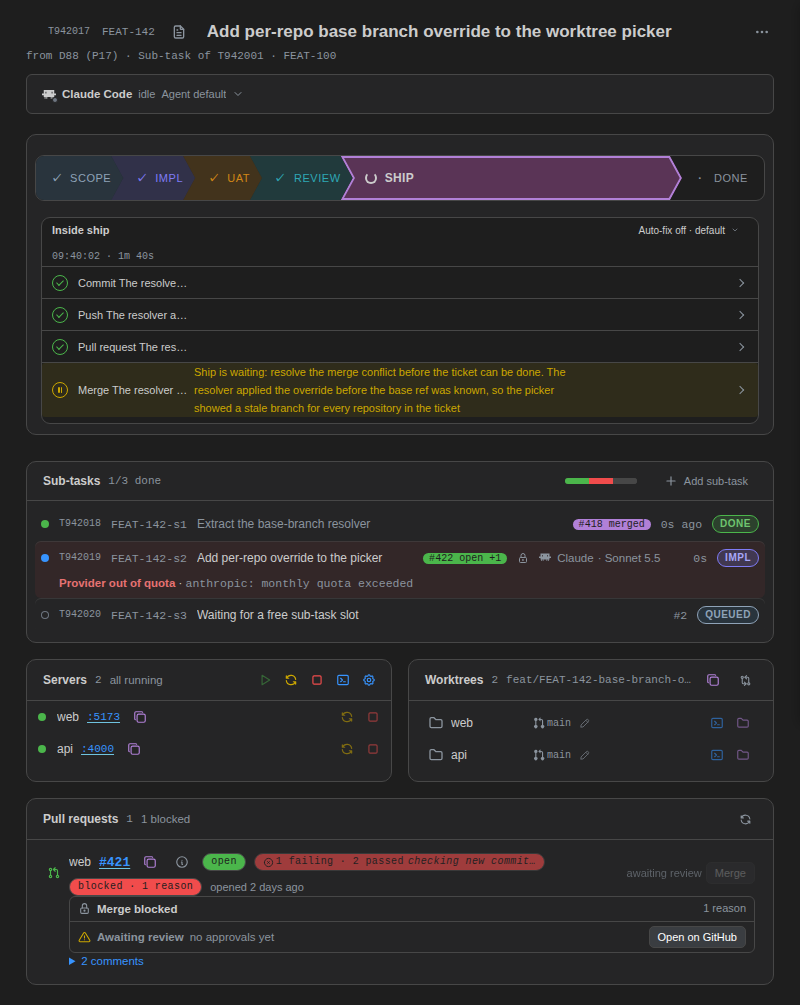 T942017 FEAT-142 Add per-repo base branch override to the worktree picker
from D88 (P17) · Sub-task of T942001 · FEAT-100
Claude Code idle Agent default
SCOPE IMPL UAT REVIEW SHIP DONE
Inside ship Auto-fix off · default
09:40:02 · 1m 40s
Commit The resolve…
Push The resolver a…
Pull request The res…
Ship is waiting: resolve the merge conflict before the ticket can be done. The
Merge The resolver … resolver applied the override before the base ref was known, so the picker
showed a stale branch for every repository in the ticket
Sub-tasks 1/3 done Add sub-task
T942018 FEAT-142-s1 Extract the base-branch resolver #418 merged 0s ago DONE
T942019 FEAT-142-s2 Add per-repo override to the picker #422 open +1 Claude · Sonnet 5.5 0s IMPL
Provider out of quota · anthropic: monthly quota exceeded
T942020 FEAT-142-s3 Waiting for a free sub-task slot #2 QUEUED
Servers 2 all running
web :5173
api :4000
Worktrees 2 feat/FEAT-142-base-branch-o…
web main
api main
Pull requests 1 1 blocked
web #421 open 1 failing · 2 passed checking new commit…
awaiting review Merge
blocked · 1 reason opened 2 days ago
Merge blocked 1 reason
Awaiting review no approvals yet Open on GitHub
2 comments